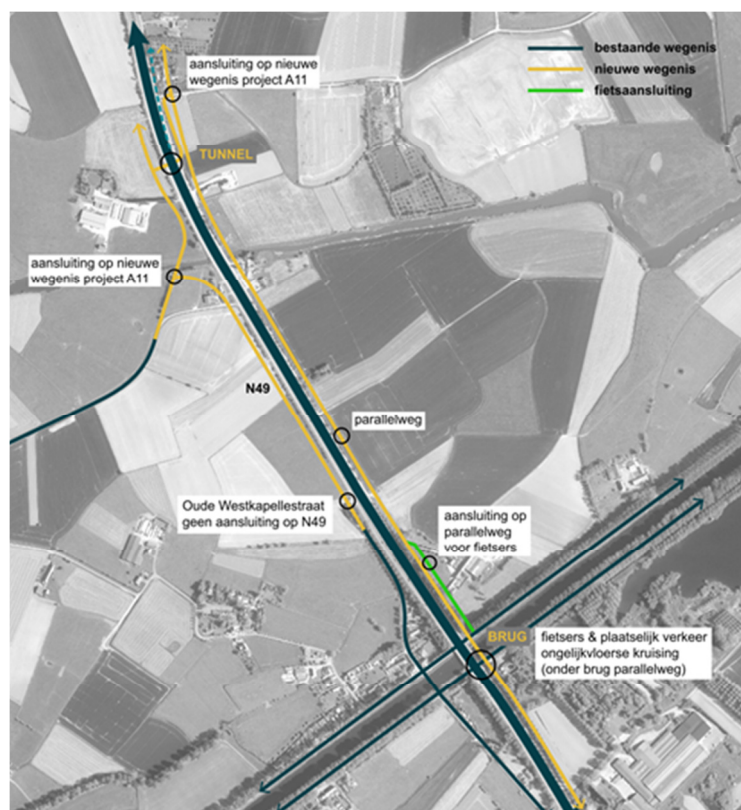 aansluiting op nieuwe
wegenis project A11
bestaande wegenis
nieuwe wegenis
fietsaansluiting
TUNNEL
aansluiting op nieuwe
wegenis project A11
N49
parallelweg
Oude Westkapellestraat
geen aansluiting op N49
aansluiting op
parallelweg
voor fietsers
BRUG
fietsers & plaatselijk verkeer
ongelijkvloerse kruising
(onder brug parallelweg)